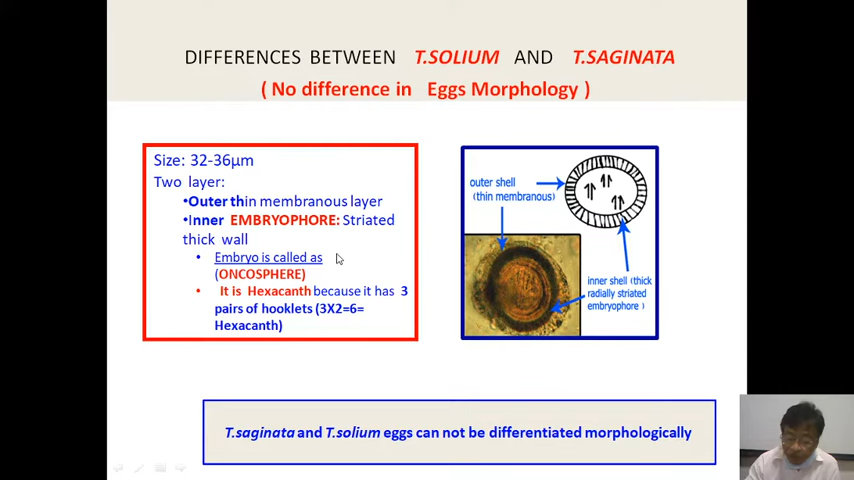 DIFFERENCES BETWEEN T.SOLIUM AND T.SAGINATA
( No difference in Eggs Morphology )
Size: 32-36µm
Two layer:
•Outer thin membranous layer
•Inner EMBRYOPHORE: Striated
thick wall
• Embryo is called as
(ONCOSPHERE)
• It is Hexacanth because it has 3
pairs of hooklets (3X2=6=
Hexacanth)
outer shell
(thin membranous)
inner shell (thick
radially striated
embryophore )
T.saginata and T.solium eggs can not be differentiated morphologically